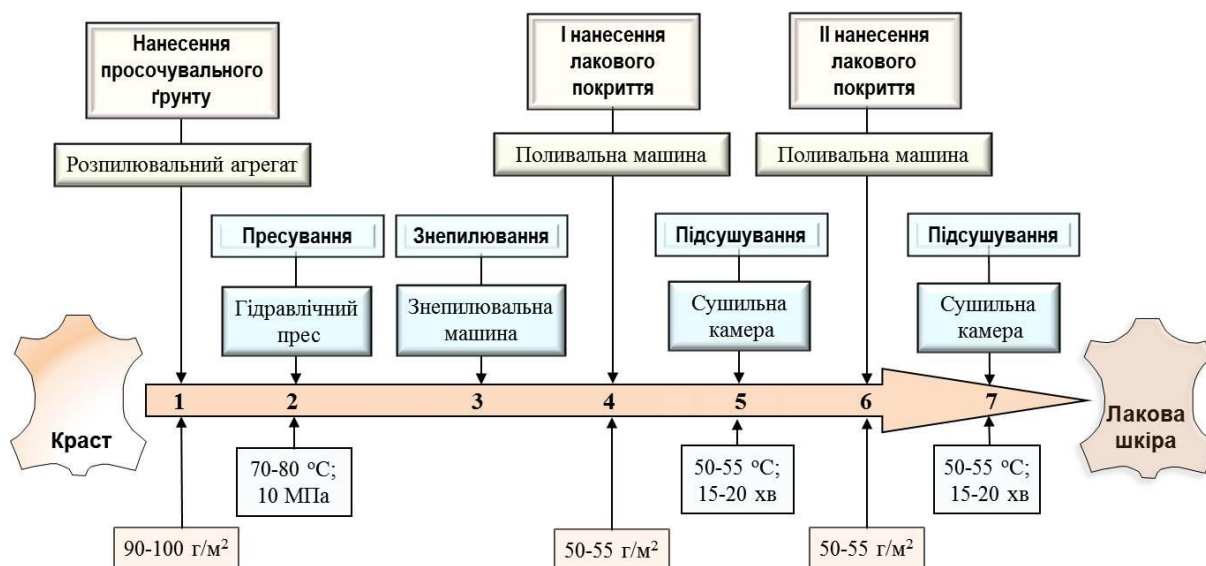 Нанесення
просочувального
ґрунту
І нанесення
лакового
покриття
ІІ нанесення
лакового
покриття
Розпилювальний агрегат
Поливальна машина
Поливальна машина
Пресування
Знепилювання
Підсушування
Підсушування
Гідравлічний
прес
Знепилювальна
машина
Сушильна
камера
Сушильна
камера
Краст
1
2
3
4
5
6
7
Лакова
шкіра
70-80 °С;
10 МПа
50-55 °С;
15-20 хв
50-55 °С;
15-20 хв
90-100 г/м²
50-55 г/м²
50-55 г/м²